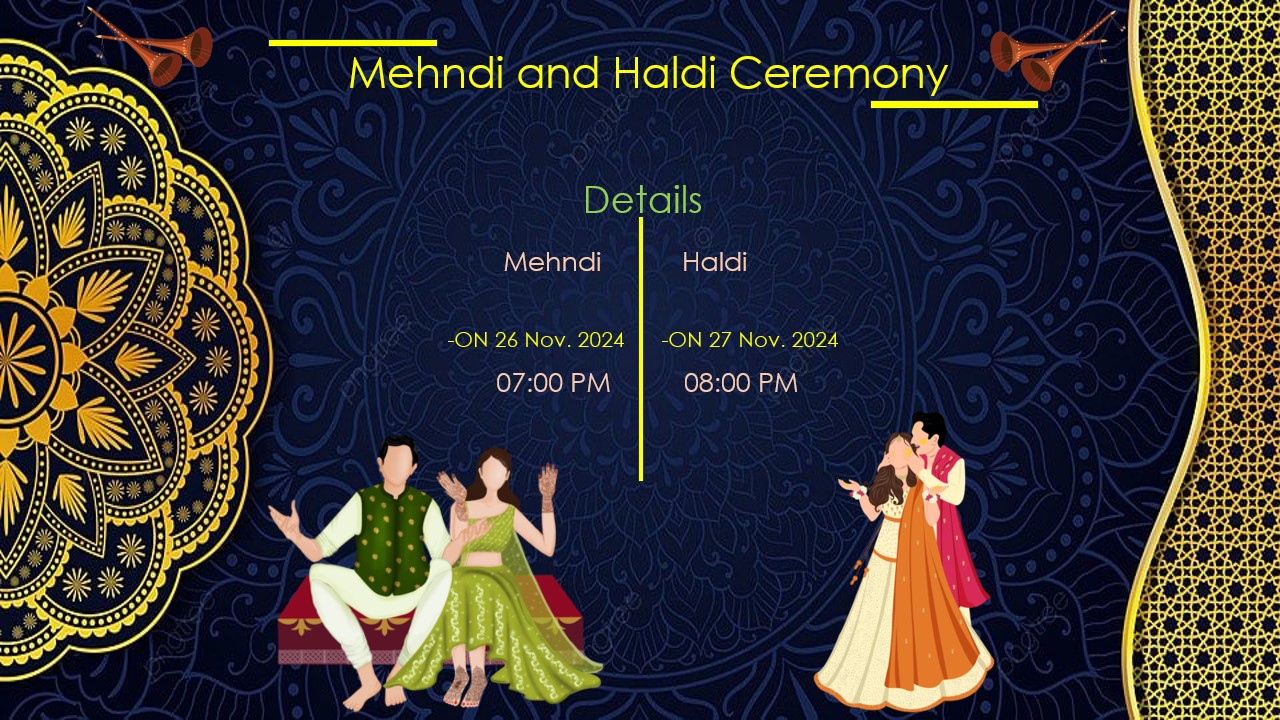 Mehndi and Haldi Ceremony
Details
Mehndi
Haldi
-ON 26 Nov. 2024
-ON 27 Nov. 2024
07:00 PM
08:00 PM